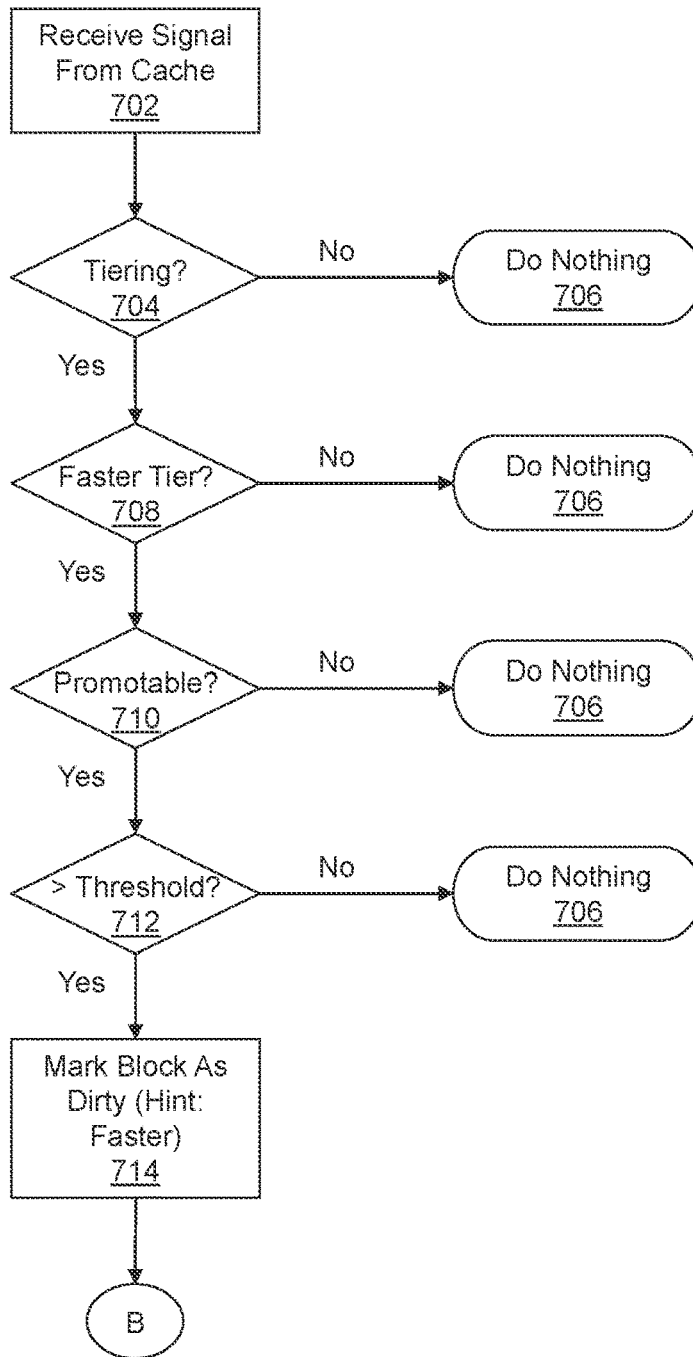 Receive Signal
From Cache
702
Tiering?
704
No
Do Nothing
706
Yes
Faster Tier?
708
No
Do Nothing
706
Yes
Promotable?
710
No
Do Nothing
706
Yes
> Threshold?
712
No
Do Nothing
706
Yes
Mark Block As
Dirty (Hint:
Faster)
714
B